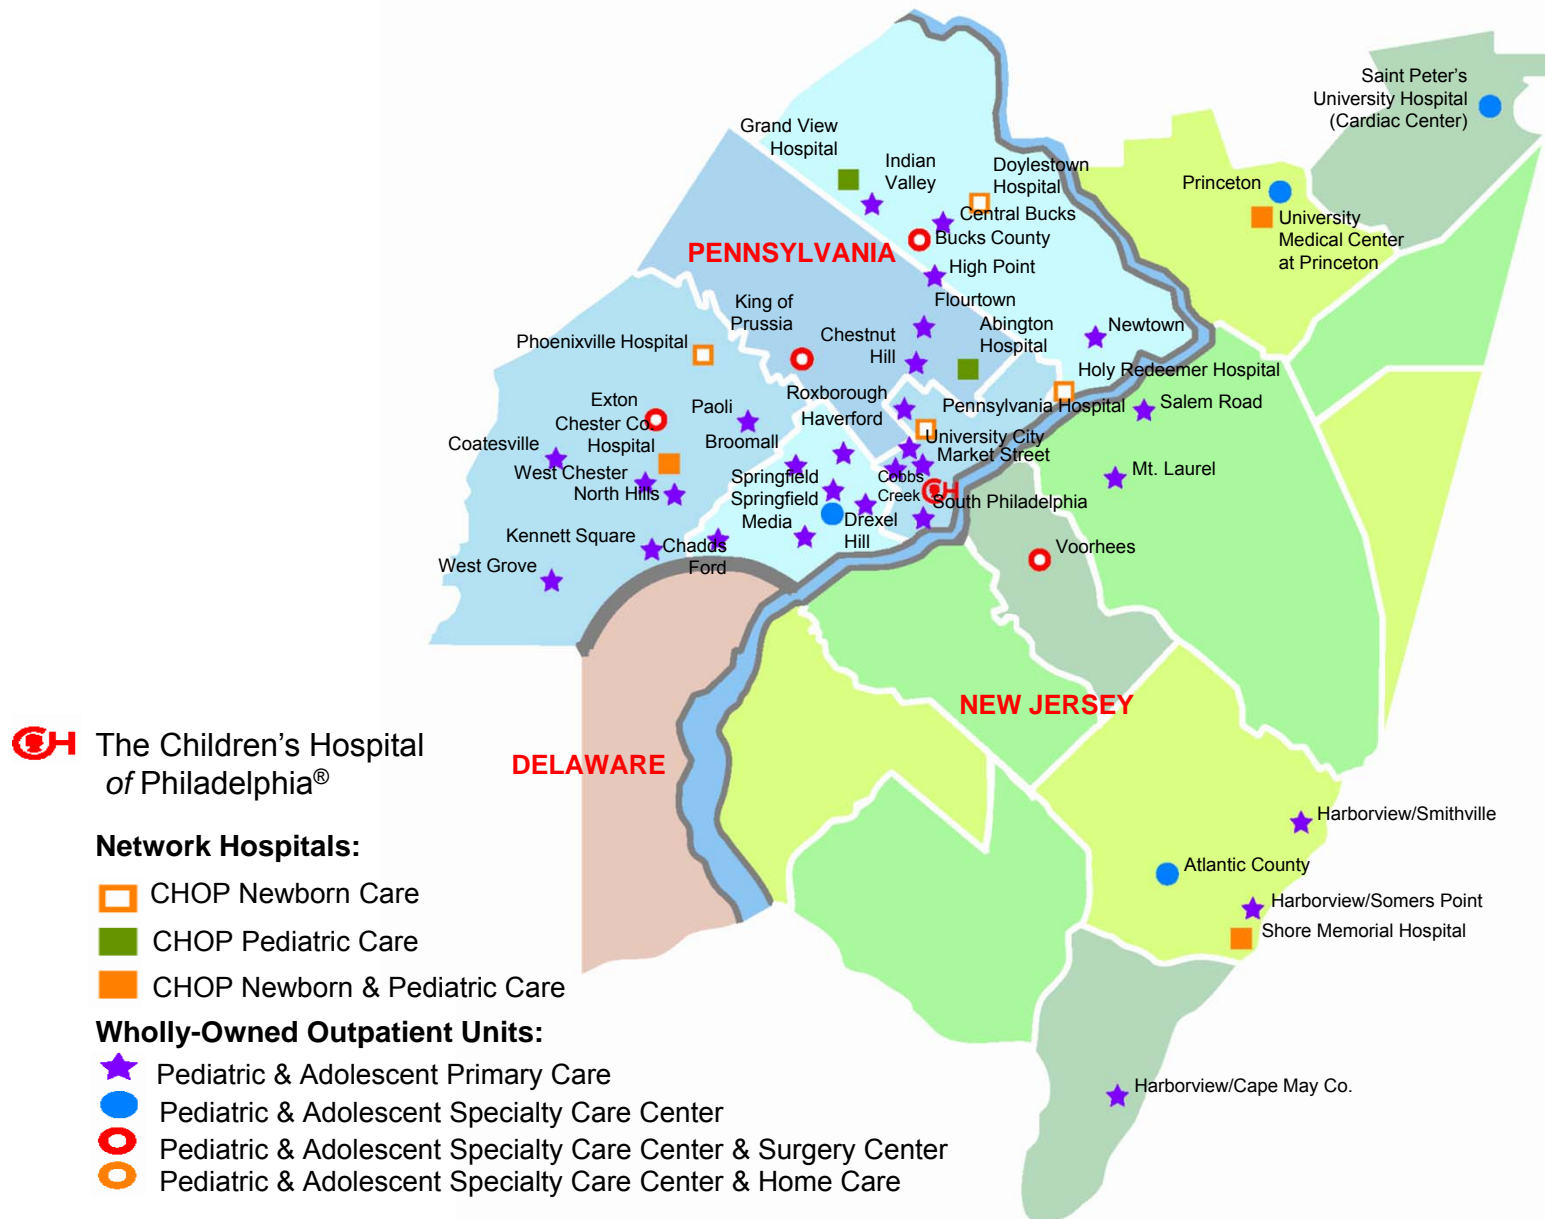 Saint Peter's
University Hospital
(Cardiac Center)
Grand View
Hospital
Indian
Valley
Doylestown
Hospital
Princeton
Central Bucks
University
Medical Center
at Princeton
Bucks County
PENNSYLVANIA
High Point
King of
Prussia
Flourtown
Chestnut
Hill
Abington
Hospital
Newtown
Phoenixville Hospital
Holy Redeemer Hospital
Exton
Paoli
Roxborough
Pennsylvania Hospital
Salem Road
Chester Co.
Hospital
Broomall
Haverford
University City
Coatesville
Market Street
West Chester
Springfield
Cobbs
Creek
Mt. Laurel
North Hills
Springfield
CH
South Philadelphia
Media
Drexel
Hill
Kennett Square
Chadds
Ford
Voorhees
West Grove
NEW JERSEY
DELAWARE
CH
The Children's Hospital
of Philadelphia®
Harborview/Smithville
Network Hospitals:
Atlantic County
CHOP Newborn Care
Harborview/Somers Point
CHOP Pediatric Care
Shore Memorial Hospital
CHOP Newborn & Pediatric Care
Wholly-Owned Outpatient Units:
Pediatric & Adolescent Primary Care
Harborview/Cape May Co.
Pediatric & Adolescent Specialty Care Center
Pediatric & Adolescent Specialty Care Center & Surgery Center
Pediatric & Adolescent Specialty Care Center & Home Care